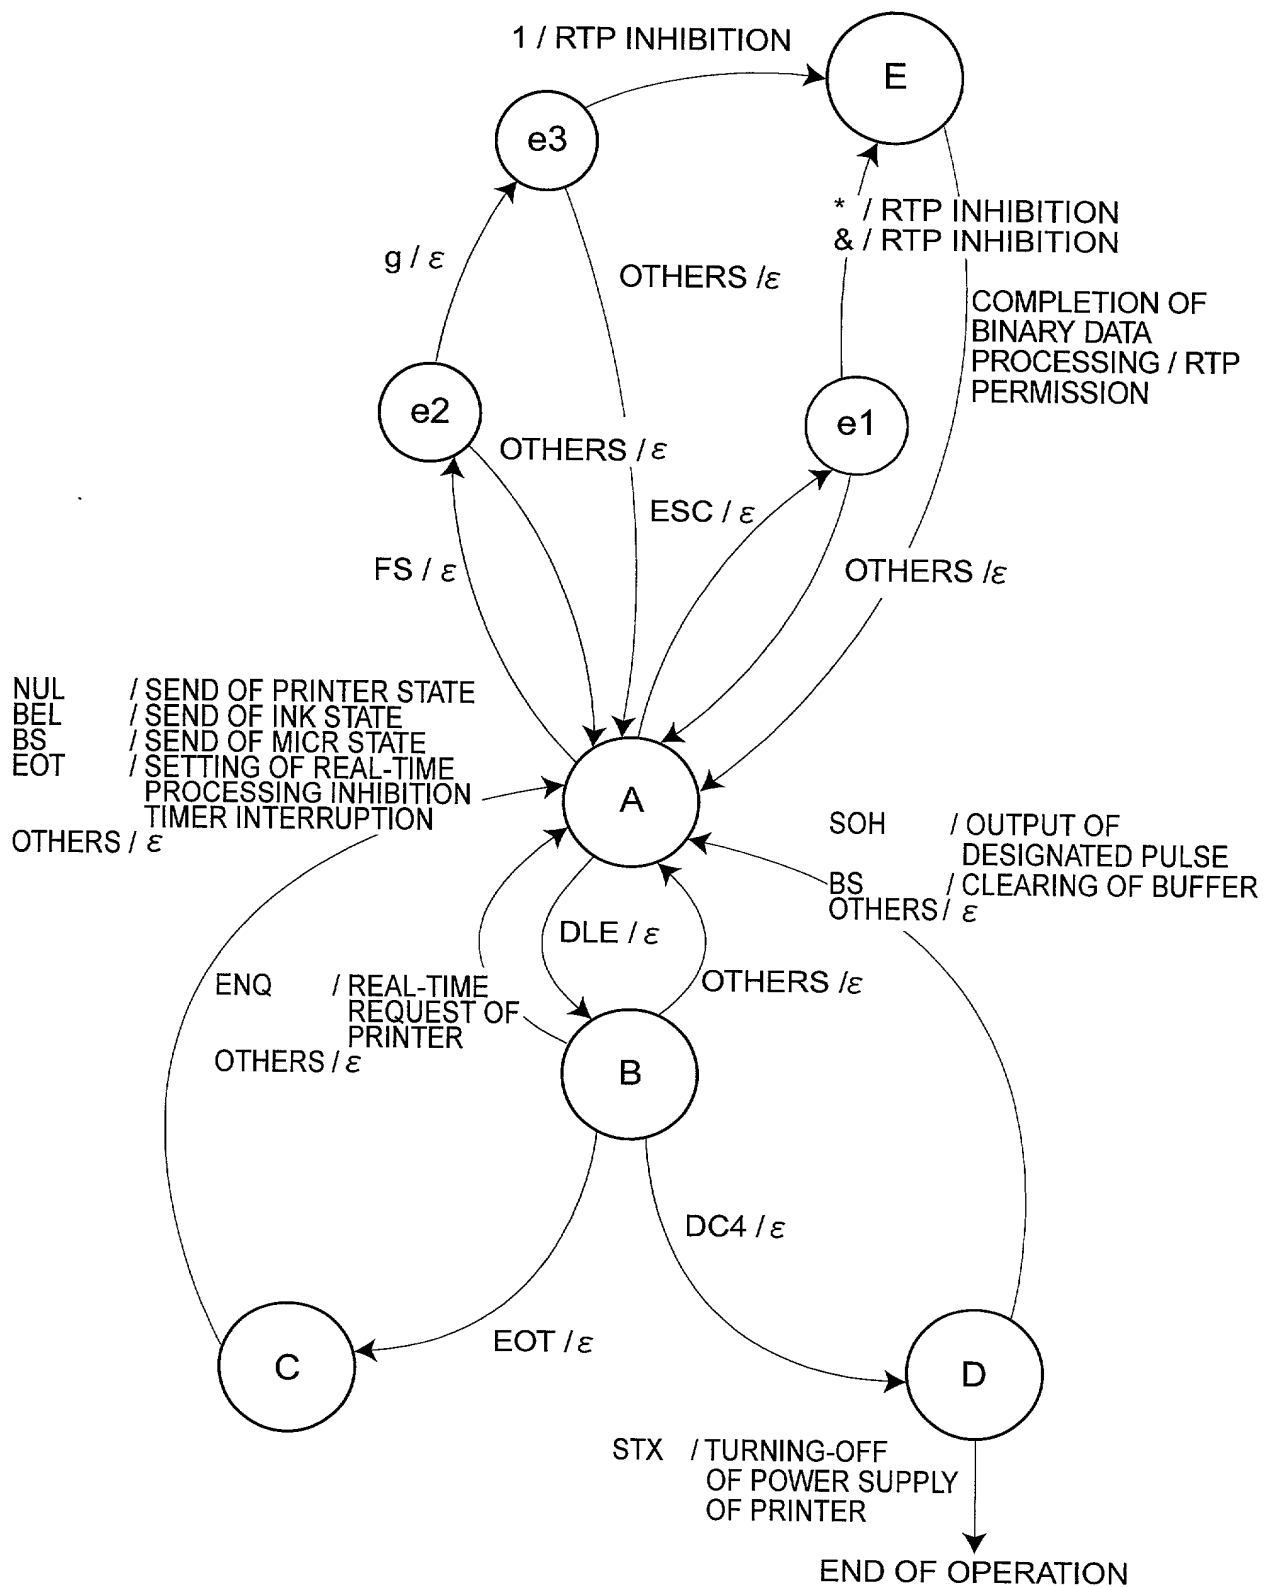 1 / RTP INHIBITION
E
e3
* / RTP INHIBITION
& / RTP INHIBITION
g / ε
OTHERS /ε
COMPLETION OF
BINARY DATA
PROCESSING / RTP
PERMISSION
e2
e1
OTHERS / ε
ESC / ε
FS / ε
OTHERS /ε
NUL / SEND OF PRINTER STATE
BEL / SEND OF INK STATE
BS / SEND OF MICR STATE
EOT / SETTING OF REAL-TIME
PROCESSING INHIBITION
TIMER INTERRUPTION
OTHERS / ε
A
SOH / OUTPUT OF
DESIGNATED PULSE
BS / CLEARING OF BUFFER
OTHERS / ε
DLE / ε
OTHERS /ε
ENQ / REAL-TIME
REQUEST OF
PRINTER
OTHERS / ε
B
DC4 / ε
EOT / ε
C
D
STX / TURNING-OFF
OF POWER SUPPLY
OF PRINTER
END OF OPERATION